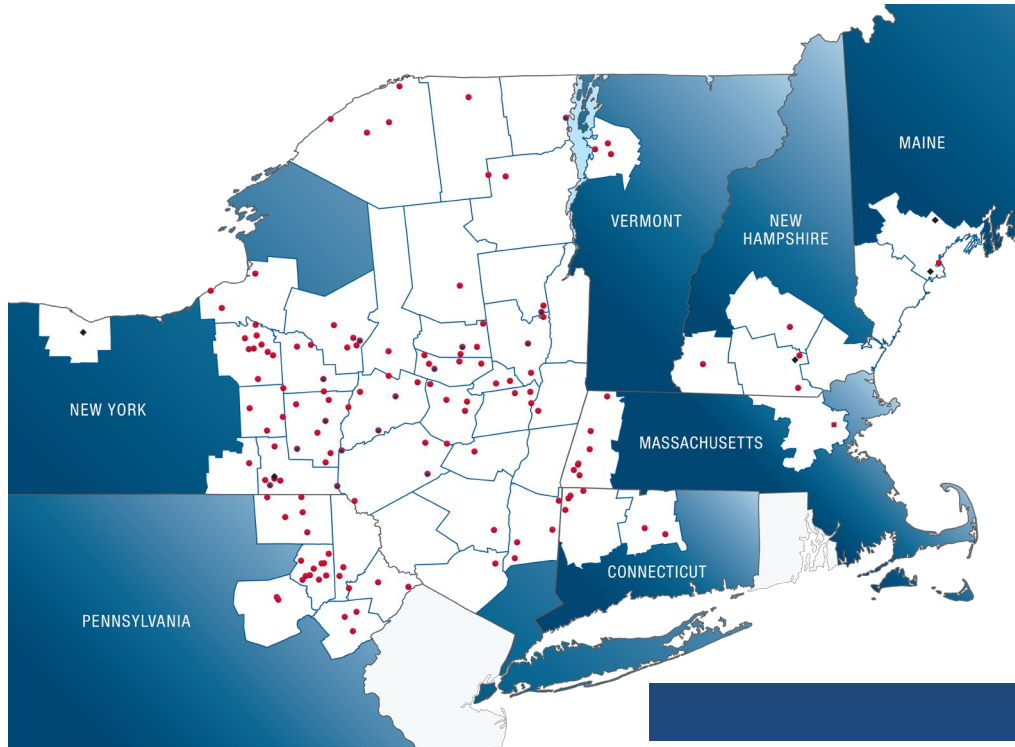 MAINE
VERMONT
NEW
HAMPSHIRE
NEW YORK
MASSACHUSETTS
CONNECTICUT
PENNSYLVANIA